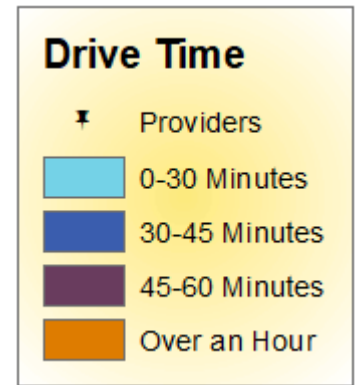 Drive Time
Providers
0-30 Minutes
30-45 Minutes
45-60 Minutes
Over an Hour